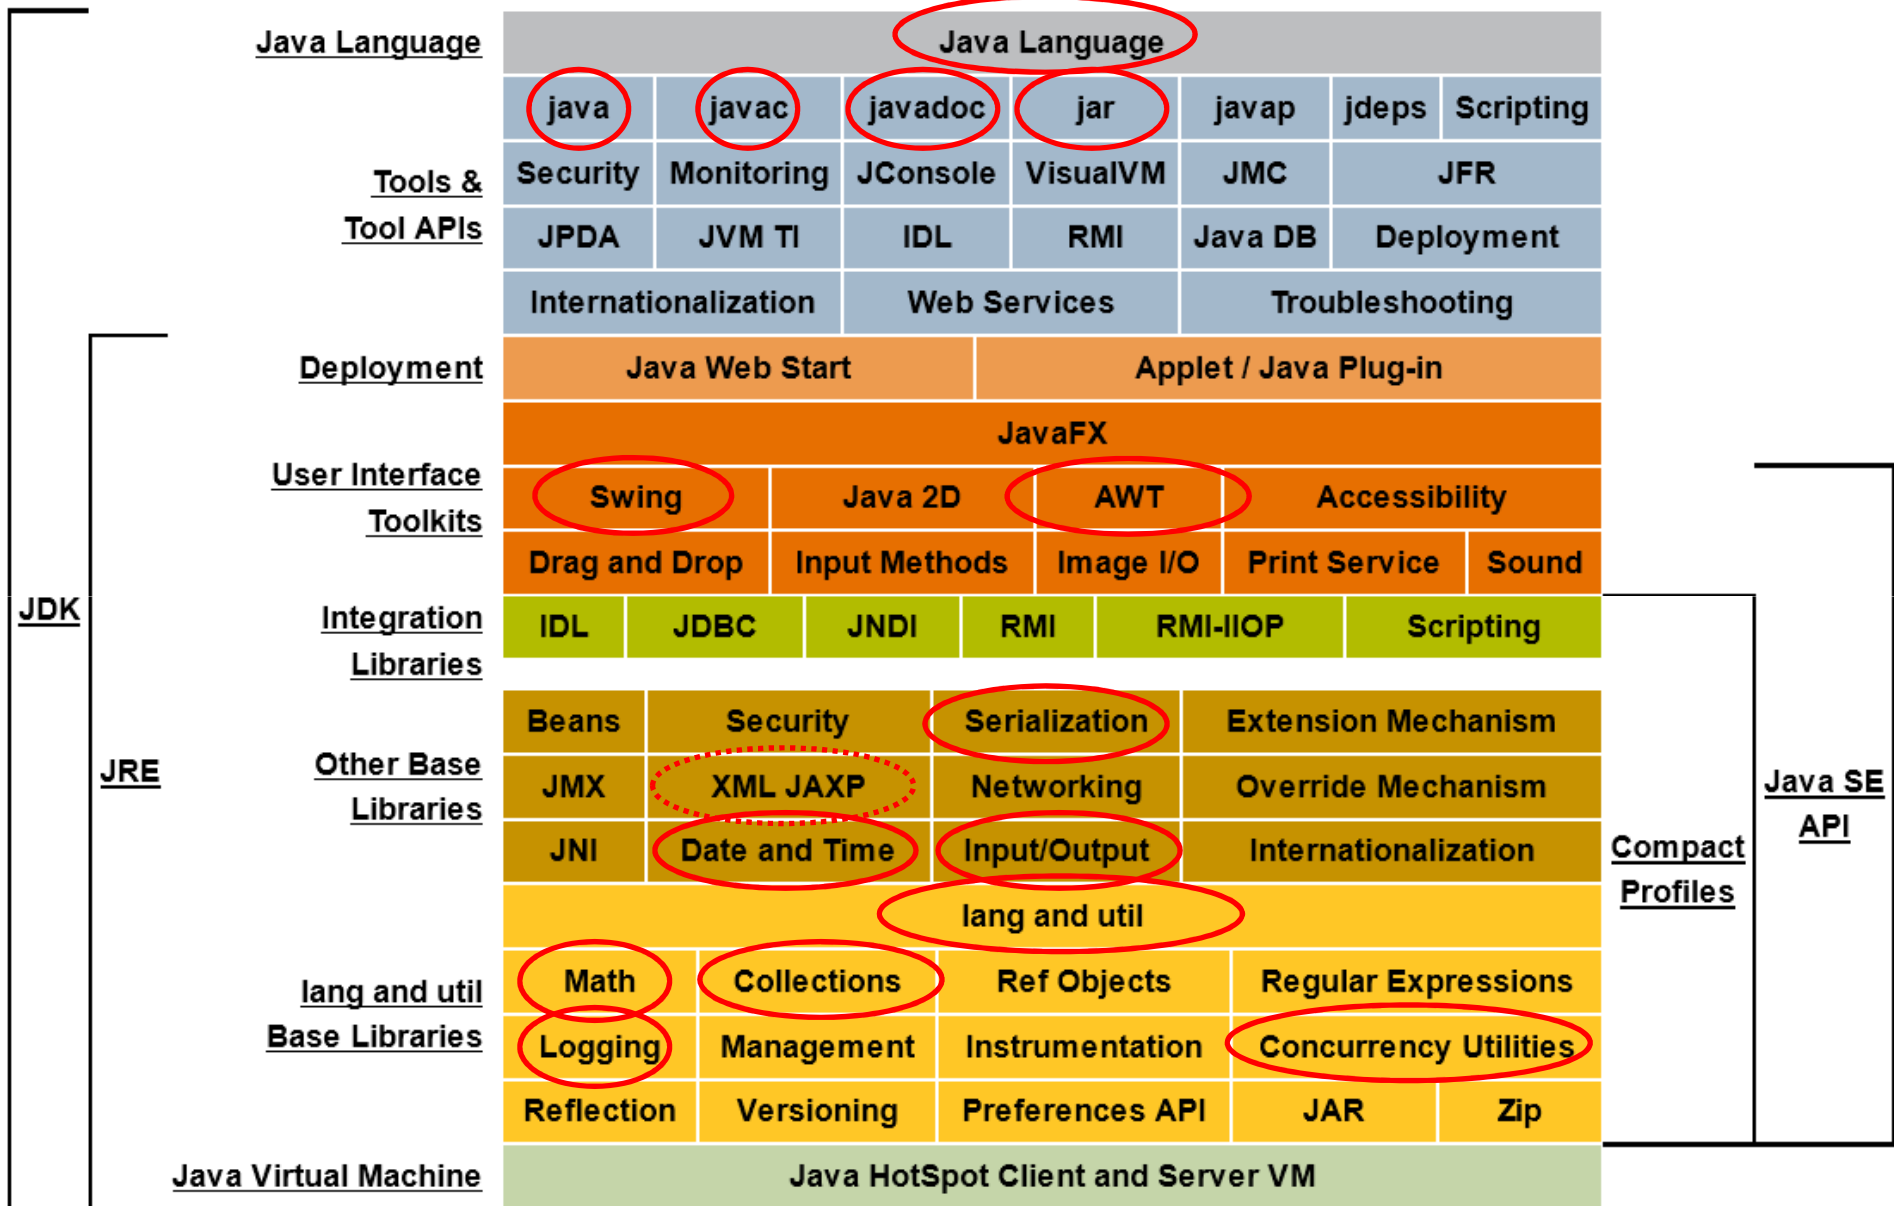 Java Language
Java Language
java javac javadoc jar javap jdeps Scripting
Tools &
Tool APIs
Security Monitoring JConsole VisualVM JMC JFR
JPDA JVM TI IDL RMI Java DB Deployment
Internationalization Web Services Troubleshooting
Deployment
Java Web Start Applet / Java Plug-in
JavaFX
User Interface
Toolkits
Swing Java 2D AWT Accessibility
Drag and Drop Input Methods Image I/O Print Service Sound
JDK
Integration
Libraries
IDL JDBC JNDI RMI RMI-IIOP Scripting
Beans Security Serialization Extension Mechanism
JRE
Other Base
Libraries
JMX XML JAXP Networking Override Mechanism
Java SE
API
JNI Date and Time Input/Output Internationalization
Compact
Profiles
lang and util
lang and util
Base Libraries
Math Collections Ref Objects Regular Expressions
Logging Management Instrumentation Concurrency Utilities
Reflection Versioning Preferences API JAR Zip
Java Virtual Machine
Java HotSpot Client and Server VM